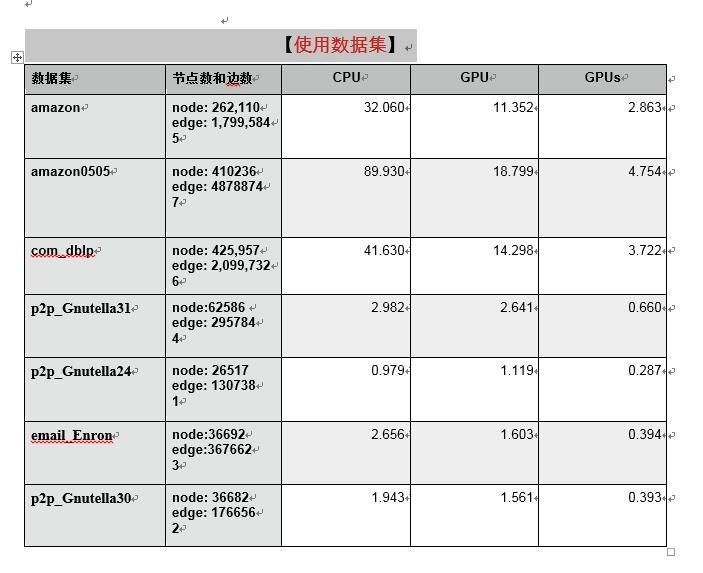 【使用数据集】
数据集 节点数和边数 CPU GPU GPUs
amazon node: 262,110 32.060 11.352 2.863
edge: 1,799,584
5
amazon0505 node: 410236 89.930 18.799 4.754
edge: 4878874
7
com_dblp node: 425,957 41.630 14.298 3.722
edge: 2,099,732
6
p2p_Gnutella31 node:62586 2.982 2.641 0.660
edge: 295784
4
p2p_Gnutella24 node: 26517 0.979 1.119 0.287
edge: 130738
1
email_Enron node:36692 2.656 1.603 0.394
edge:367662
3
p2p_Gnutella30 node: 36682 1.943 1.561 0.393
edge: 176656
2